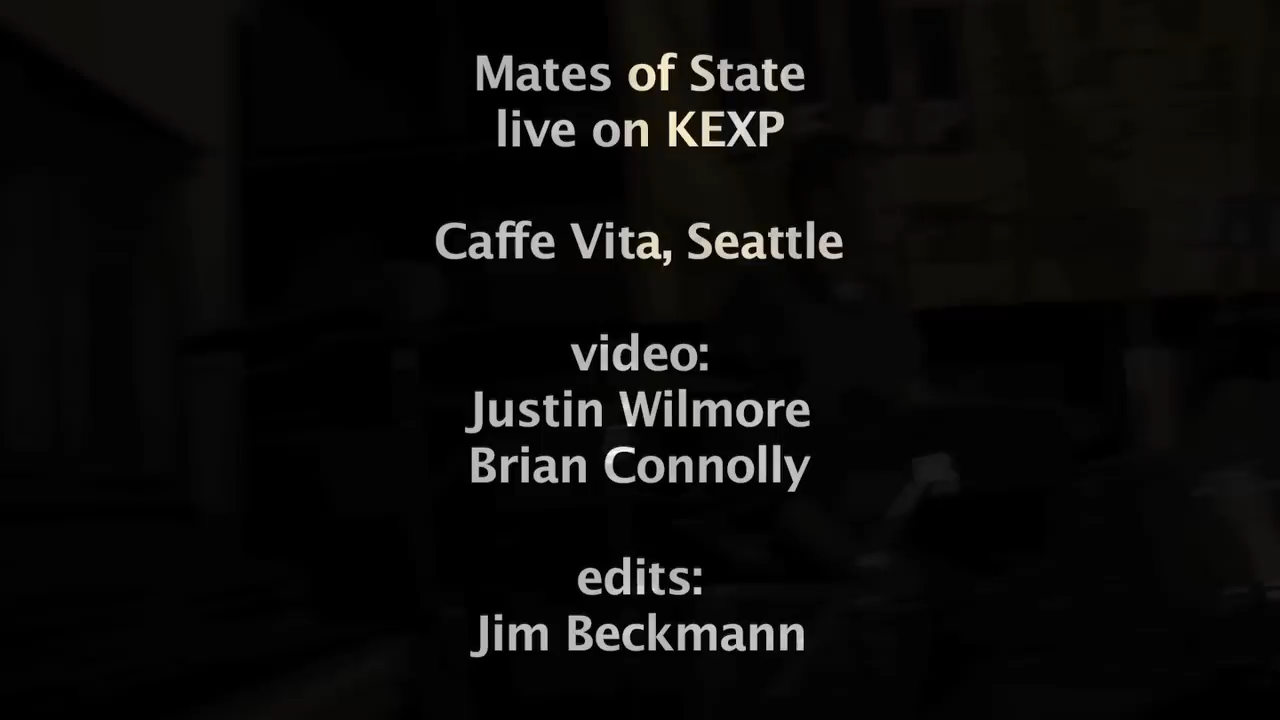 Mates of State
live on KEXP
Caffe Vita, Seattle
video:
Justin Wilmore
Brian Connolly
edits:
Jim Beckmann